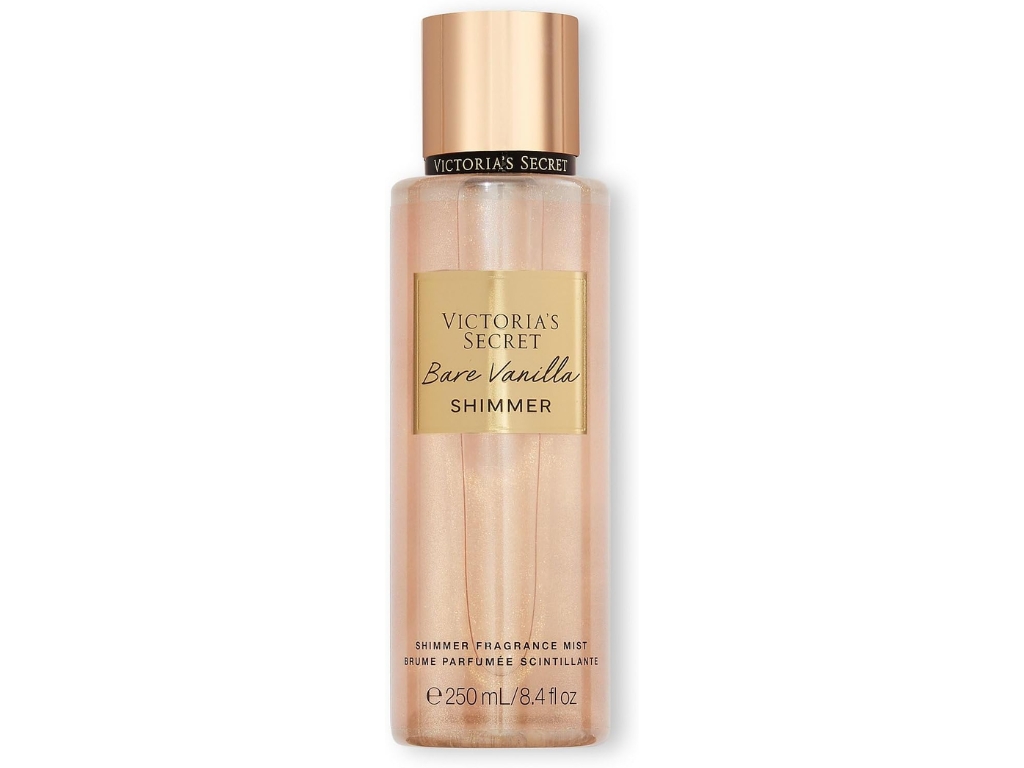 VICTORIA'S SECRET
VICTORIA'S
SECRET
Bare Vanilla
SHIMMER
SHIMMER FRAGRANCE MIST
BRUME PARFUMÉE SCINTILLANTE
℮ 250 mL/8.4 fl oz